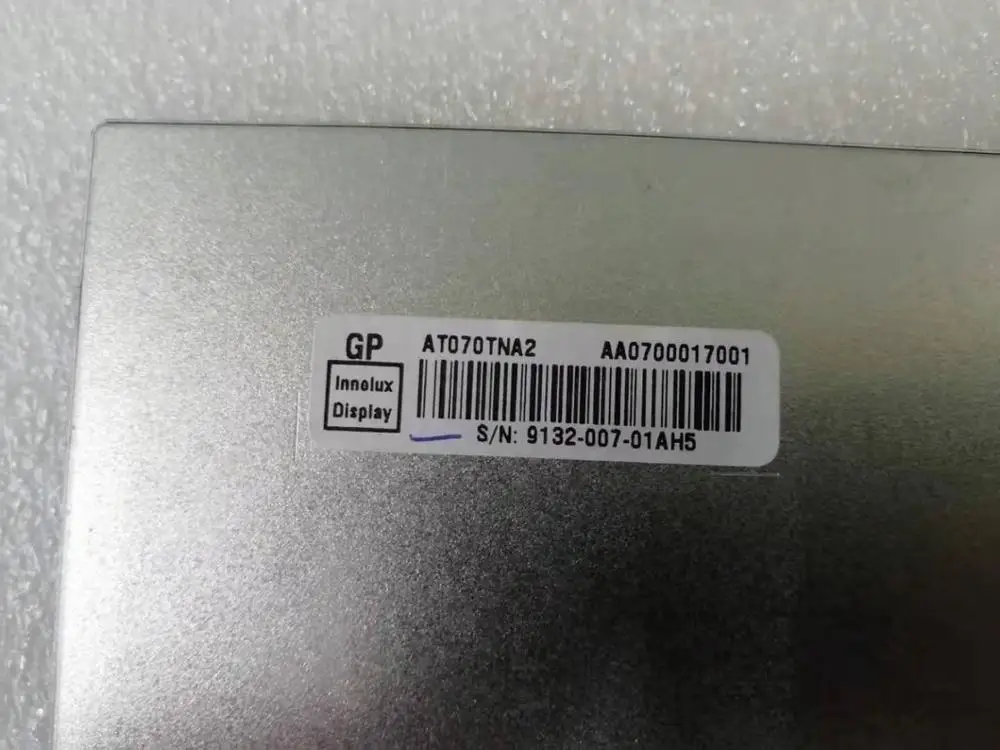 GP
AT070TNA2 AA0700017001
Innolux
Display
S/N: 9132-007-01AH5